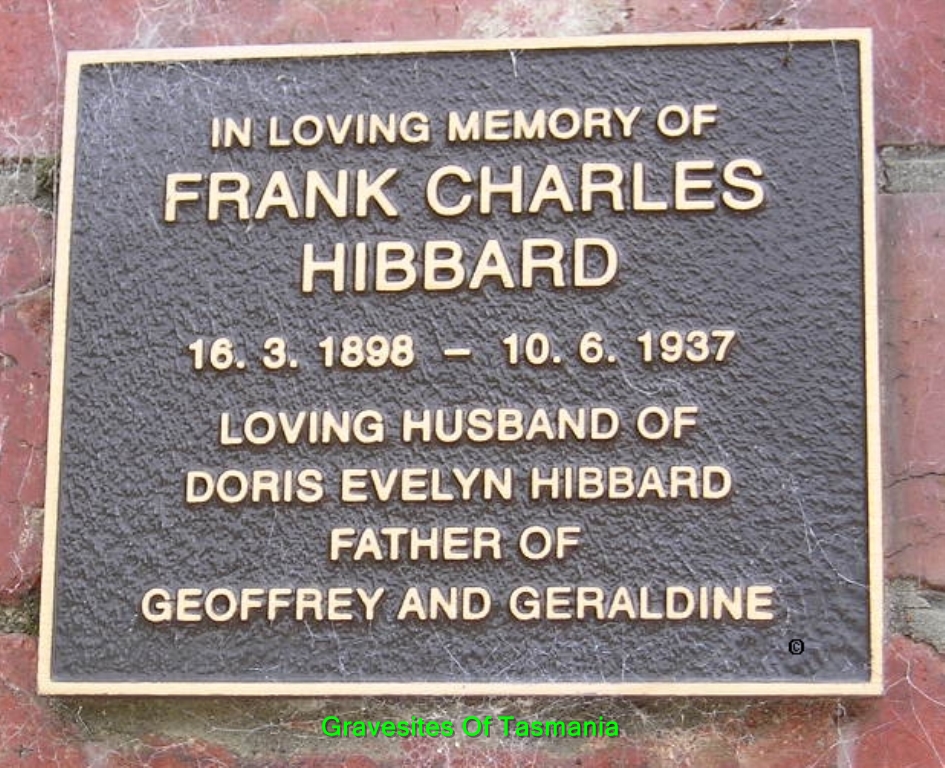 IN LOVING MEMORY OF
FRANK CHARLES
HIBBARD
16. 3. 1898 – 10. 6. 1937
LOVING HUSBAND OF
DORIS EVELYN HIBBARD
FATHER OF
GEOFFREY AND GERALDINE
©
Gravesites Of Tasmania